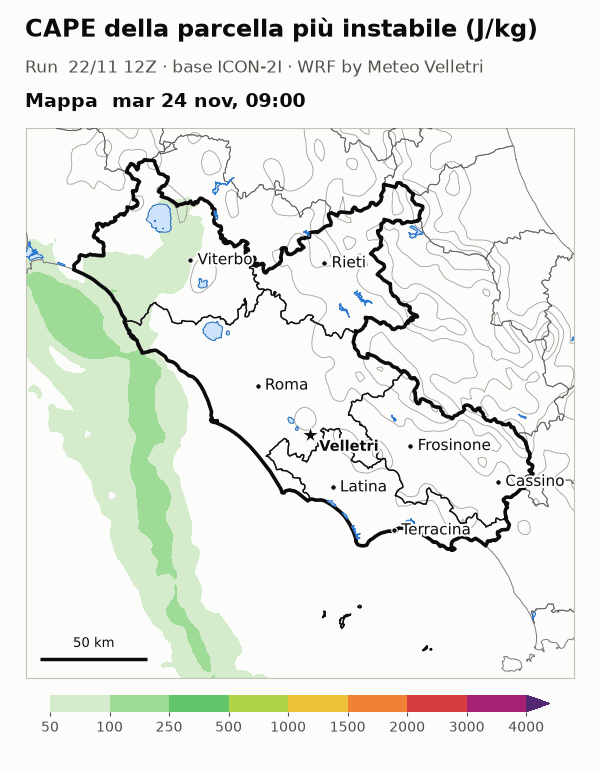 CAPE della parcella più instabile (J/kg)
Run  22/11 12Z · base ICON-2I · WRF by Meteo Velletri
Mappa  mar 24 nov, 09:00
Viterbo
Rieti
Roma
Velletri
Frosinone
Cassino
Latina
Terracina
50 km
50 100 250 500 1000 1500 2000 3000 4000